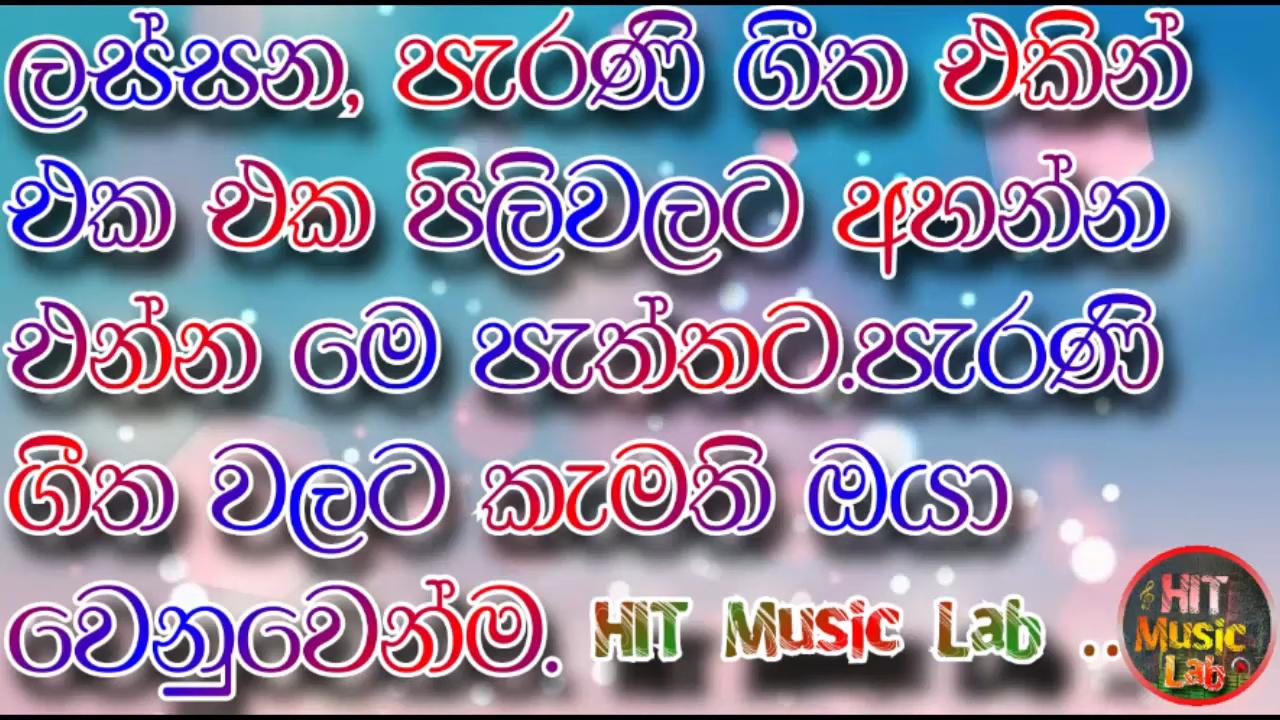 ලස්සන, පැරණි ගීත එකින්
එක එක පිලිවලට අහන්න
එන්න මෙ පැත්තට.පැරණි
ගීත වලට කැමති ඔයා
වෙනුවෙන්ම. HIT Music Lab ..
HIT
Music
Lab